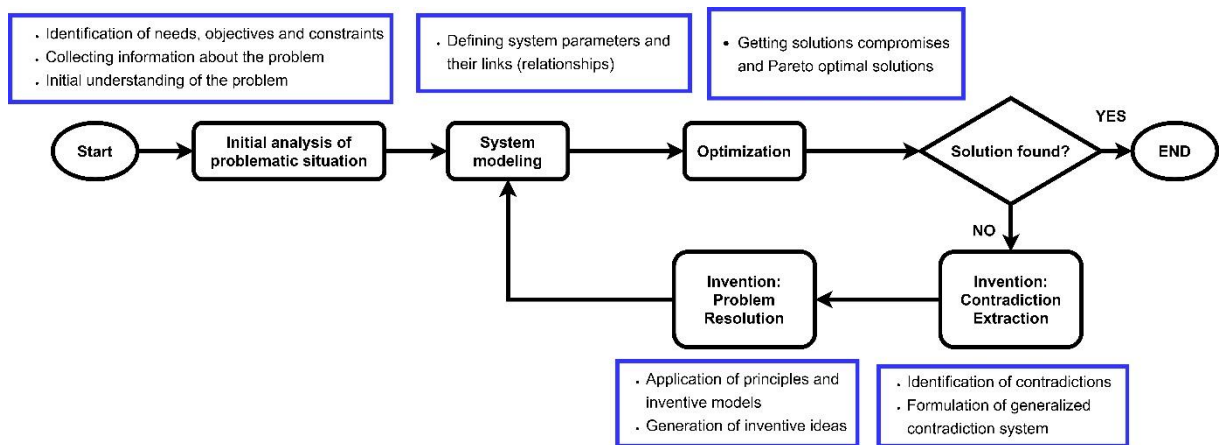 • Identification of needs, objectives and constraints
• Collecting information about the problem
• Initial understanding of the problem
• Defining system parameters and
their links (relationships)
• Getting solutions compromises
and Pareto optimal solutions
Start
Initial analysis of
problematic situation
System
modeling
Optimization
Solution found?
YES
END
NO
Invention:
Problem
Resolution
Invention:
Contradiction
Extraction
• Application of principles and
inventive models
• Generation of inventive ideas
• Identification of contradictions
• Formulation of generalized
contradiction system